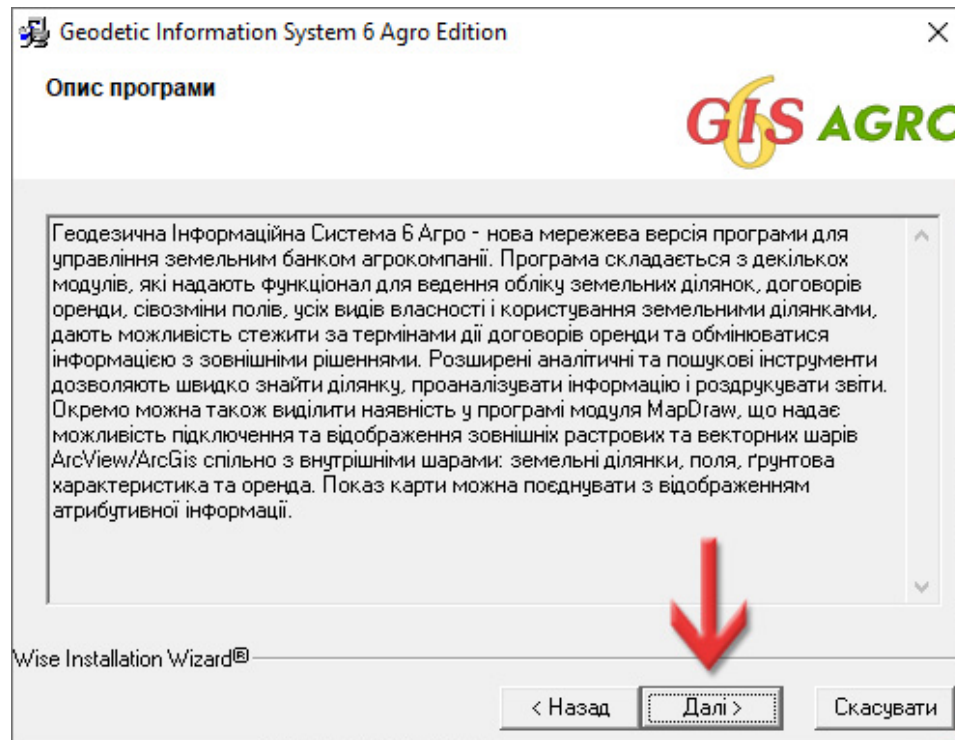 Geodetic Information System 6 Agro Edition
Опис програми
GIS 6 AGRO
Геодезична Інформаційна Система 6 Агро - нова мережева версія програми для
управління земельним банком агрокомпанії. Програма складається з декількох
модулів, які надають функціонал для ведення обліку земельних ділянок, договорів
оренди, сівозміни полів, усіх видів власності і користування земельними ділянками,
дають можливість стежити за термінами дії договорів оренди та обмінюватися
інформацією з зовнішніми рішеннями. Розширені аналітичні та пошукові інструменти
дозволяють швидко знайти ділянку, проаналізувати інформацію і роздрукувати звіти.
Окремо можна також виділити наявність у програмі модуля MapDraw, що надає
можливість підключення та відображення зовнішніх растрових та векторних шарів
ArcView/ArcGis спільно з внутрішніми шарами: земельні ділянки, поля, ґрунтова
характеристика та оренда. Показ карти можна поєднувати з відображенням
атрибутивної інформації.
Wise Installation Wizard®
< Назад Далі > Скасувати